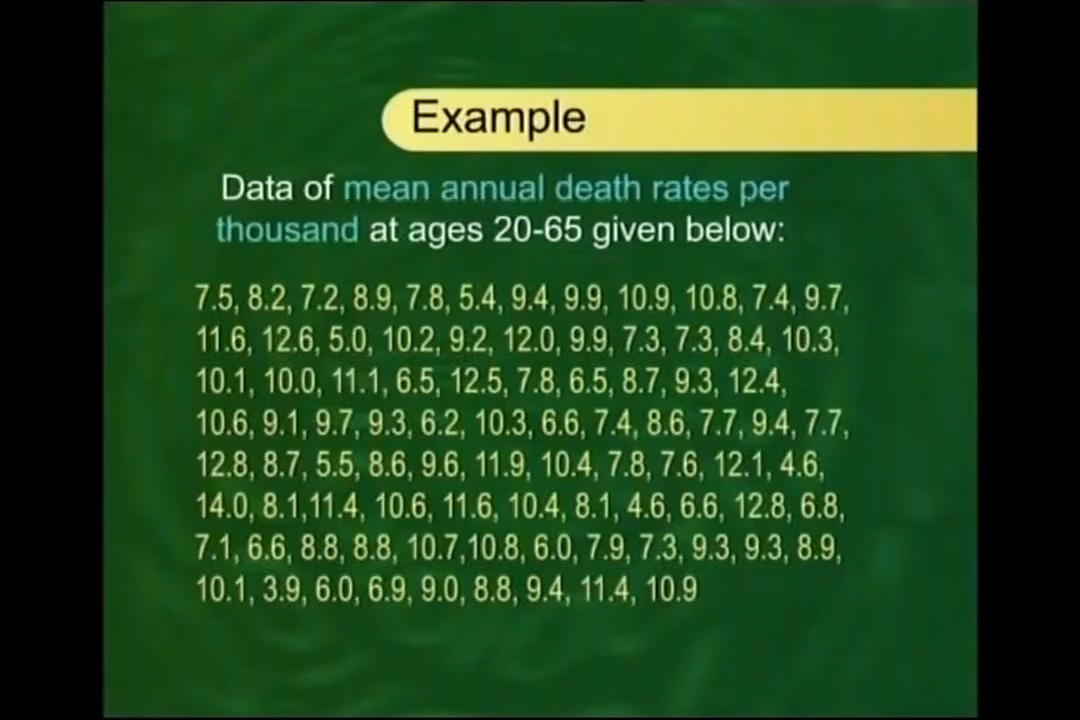 Example
Data of mean annual death rates per
thousand at ages 20-65 given below:
7.5, 8.2, 7.2, 8.9, 7.8, 5.4, 9.4, 9.9, 10.9, 10.8, 7.4, 9.7,
11.6, 12.6, 5.0, 10.2, 9.2, 12.0, 9.9, 7.3, 7.3, 8.4, 10.3,
10.1, 10.0, 11.1, 6.5, 12.5, 7.8, 6.5, 8.7, 9.3, 12.4,
10.6, 9.1, 9.7, 9.3, 6.2, 10.3, 6.6, 7.4, 8.6, 7.7, 9.4, 7.7,
12.8, 8.7, 5.5, 8.6, 9.6, 11.9, 10.4, 7.8, 7.6, 12.1, 4.6,
14.0, 8.1,11.4, 10.6, 11.6, 10.4, 8.1, 4.6, 6.6, 12.8, 6.8,
7.1, 6.6, 8.8, 8.8, 10.7,10.8, 6.0, 7.9, 7.3, 9.3, 9.3, 8.9,
10.1, 3.9, 6.0, 6.9, 9.0, 8.8, 9.4, 11.4, 10.9